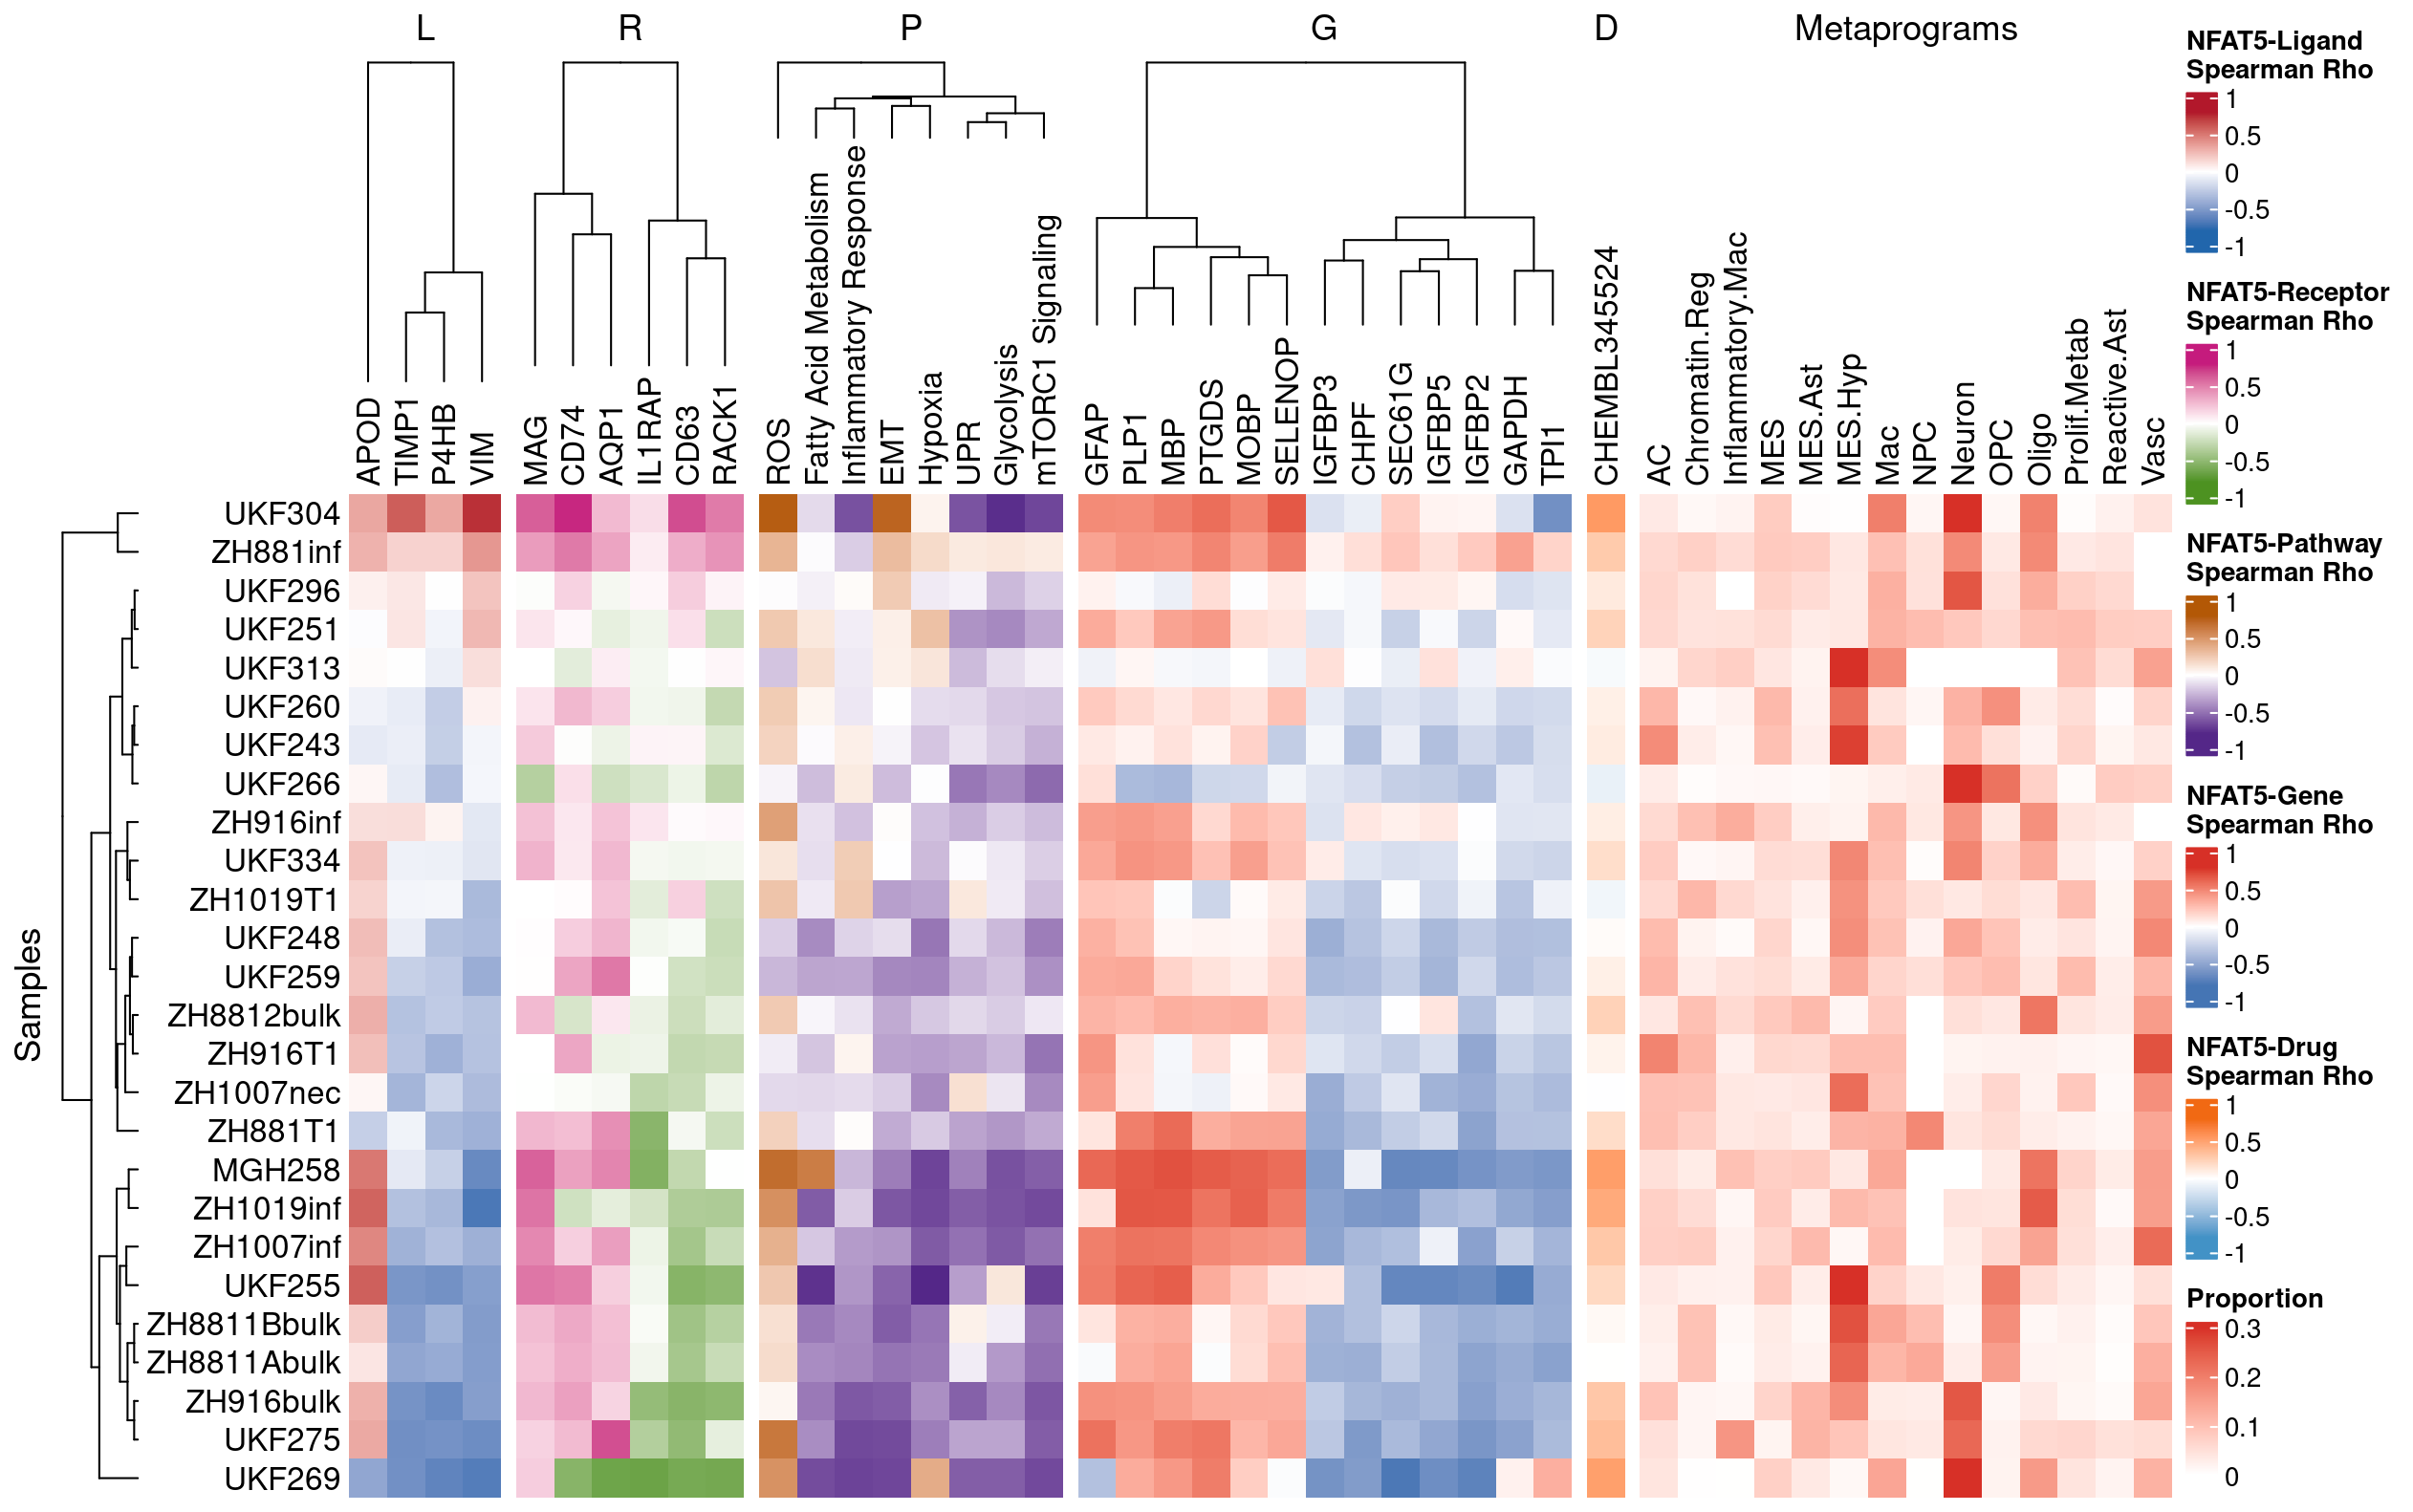 L
R
P
G
D
Metaprograms
APOD
TIMP1
P4HB
VIM
MAG
CD74
AQP1
IL1RAP
CD63
RACK1
ROS
Fatty Acid Metabolism
Inflammatory Response
EMT
Hypoxia
UPR
Glycolysis
mTORC1 Signaling
GFAP
PLP1
MBP
PTGDS
MOBP
SELENOP
IGFBP3
CHPF
SEC61G
IGFBP5
IGFBP2
GAPDH
TPI1
CHEMBL345524
AC
Chromatin.Reg
Inflammatory.Mac
MES
MES.Ast
MES.Hyp
Mac
NPC
Neuron
OPC
Oligo
Prolif.Metab
Reactive.Ast
Vasc
Samples
UKF304
ZH881inf
UKF296
UKF251
UKF313
UKF260
UKF243
UKF266
ZH916inf
UKF334
ZH1019T1
UKF248
UKF259
ZH8812bulk
ZH916T1
ZH1007nec
ZH881T1
MGH258
ZH1019inf
ZH1007inf
UKF255
ZH8811Bbulk
ZH8811Abulk
ZH916bulk
UKF275
UKF269
NFAT5-Ligand
Spearman Rho
1
0.5
0
-0.5
-1
NFAT5-Receptor
Spearman Rho
1
0.5
0
-0.5
-1
NFAT5-Pathway
Spearman Rho
1
0.5
0
-0.5
-1
NFAT5-Gene
Spearman Rho
1
0.5
0
-0.5
-1
NFAT5-Drug
Spearman Rho
1
0.5
0
-0.5
-1
Proportion
0.3
0.2
0.1
0